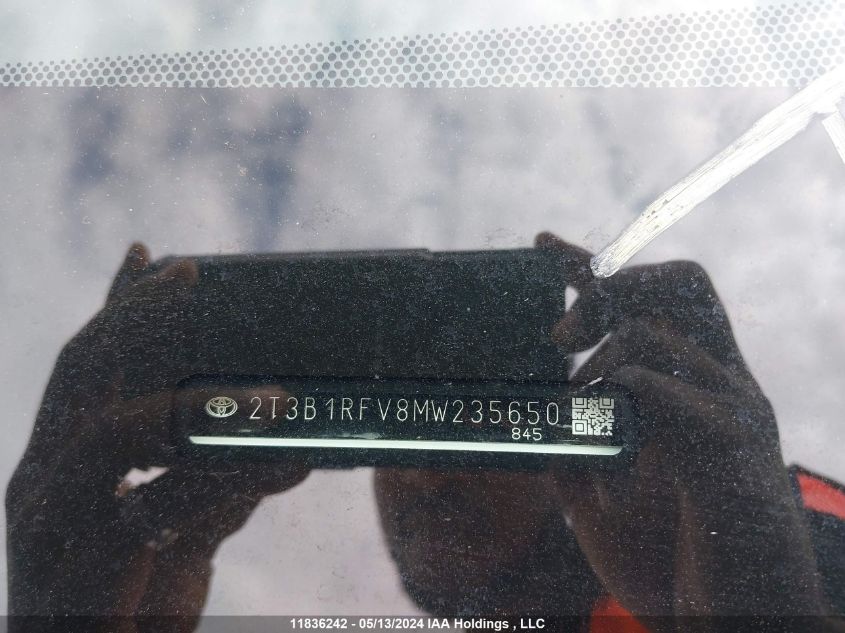 2T3B1RFV8MW235650
845
11836242 - 05/13/2024 IAA Holdings , LLC